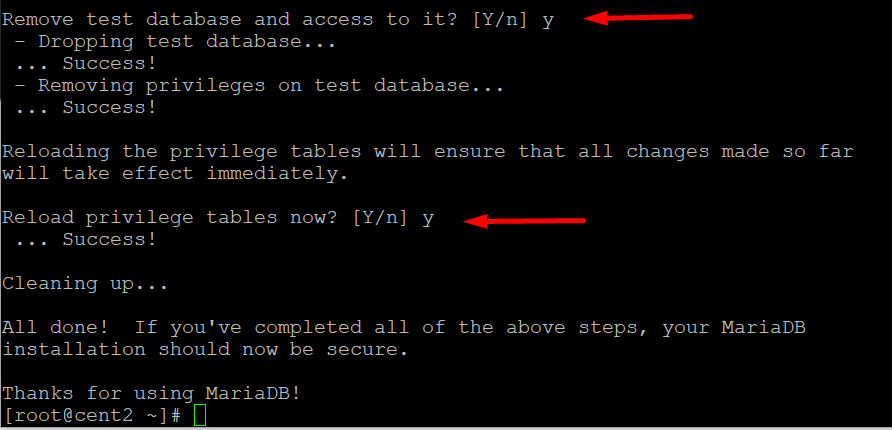 Remove test database and access to it? [Y/n] y
 - Dropping test database...
 ... Success!
 - Removing privileges on test database...
 ... Success!

Reloading the privilege tables will ensure that all changes made so far
will take effect immediately.

Reload privilege tables now? [Y/n] y
 ... Success!

Cleaning up...

All done!  If you've completed all of the above steps, your MariaDB
installation should now be secure.

Thanks for using MariaDB!
[root@cent2 ~]#